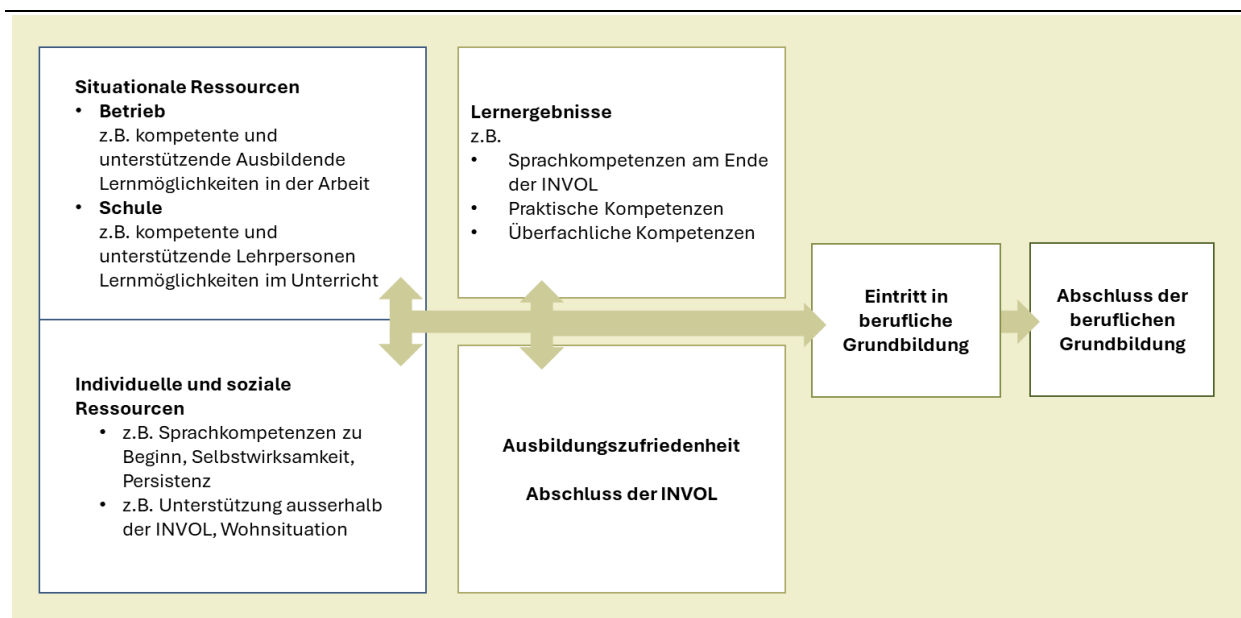 Situationale Ressourcen
• Betrieb
z.B. kompetente und
unterstützende Ausbildende
Lernmöglichkeiten in der Arbeit
• Schule
z.B. kompetente und
unterstützende Lehrpersonen
Lernmöglichkeiten im Unterricht
Individuelle und soziale
Ressourcen
• z.B. Sprachkompetenzen zu
Beginn, Selbstwirksamkeit,
Persistenz
• z.B. Unterstützung ausserhalb
der INVOL, Wohnsituation
Lernergebnisse
z.B.
• Sprachkompetenzen am Ende
der INVOL
• Praktische Kompetenzen
• Überfachliche Kompetenzen
Ausbildungszufriedenheit
Abschluss der INVOL
Eintritt in
berufliche
Grundbildung
Abschluss der
beruflichen
Grundbildung